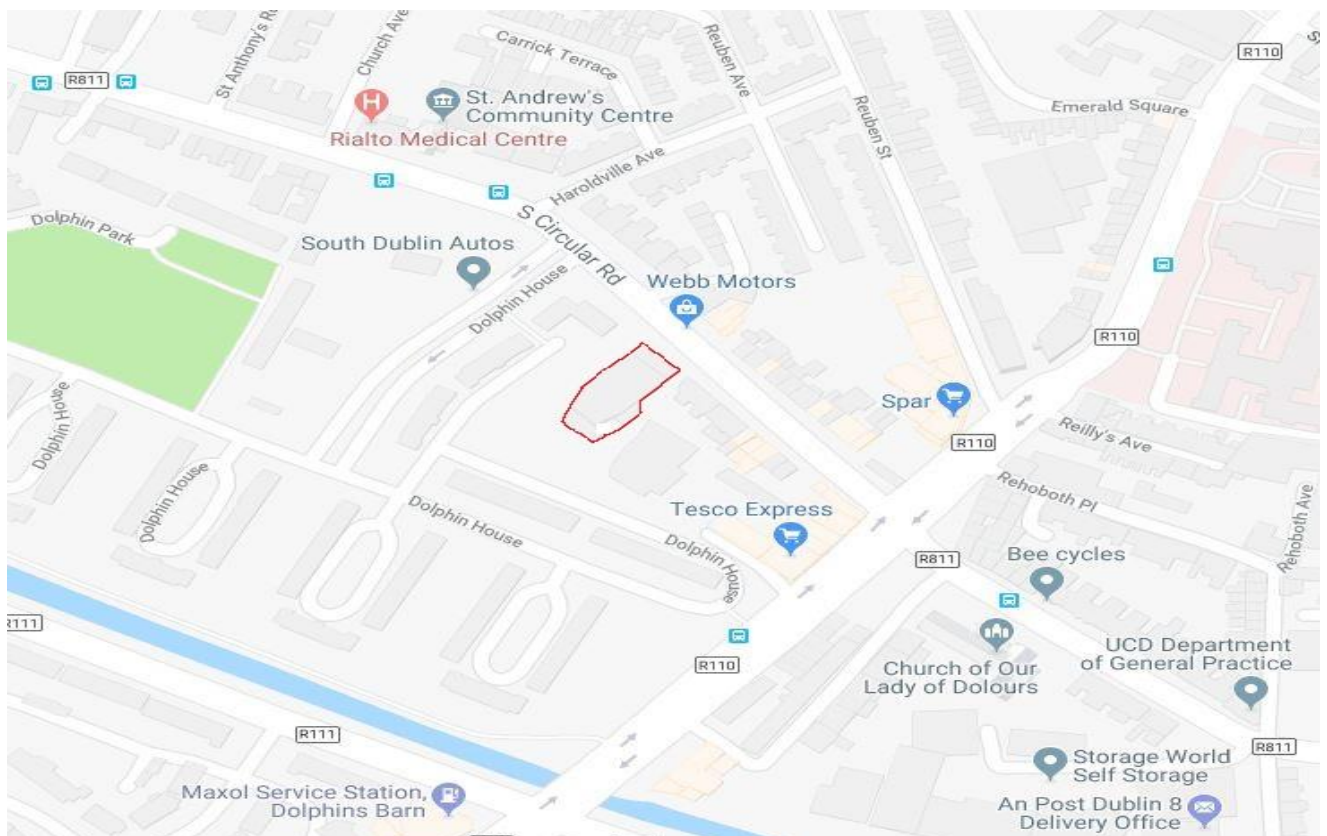 R110
S
R811
St Anthony's R
Church Ave
Carrick Terrace
Reuben Ave
St. Andrew's
Community Centre
Rialto Medical Centre
Reuben St
Emerald Square
Haroldville Ave
Dolphin Park
S Circular Rd
South Dublin Autos
Dolphin House
Webb Motors
R110
Spar
R110
Reilly's Ave
Dolphin House
Dolphin House
Dolphin House
Rehoboth Pl
Rehoboth Ave
Tesco Express
Dolphin House
R811
Bee cycles
R111
R110
Church of Our
Lady of Dolours
UCD Department
of General Practice
R111
R811
Storage World
Self Storage
Maxol Service Station,
Dolphins Barn
An Post Dublin 8
Delivery Office